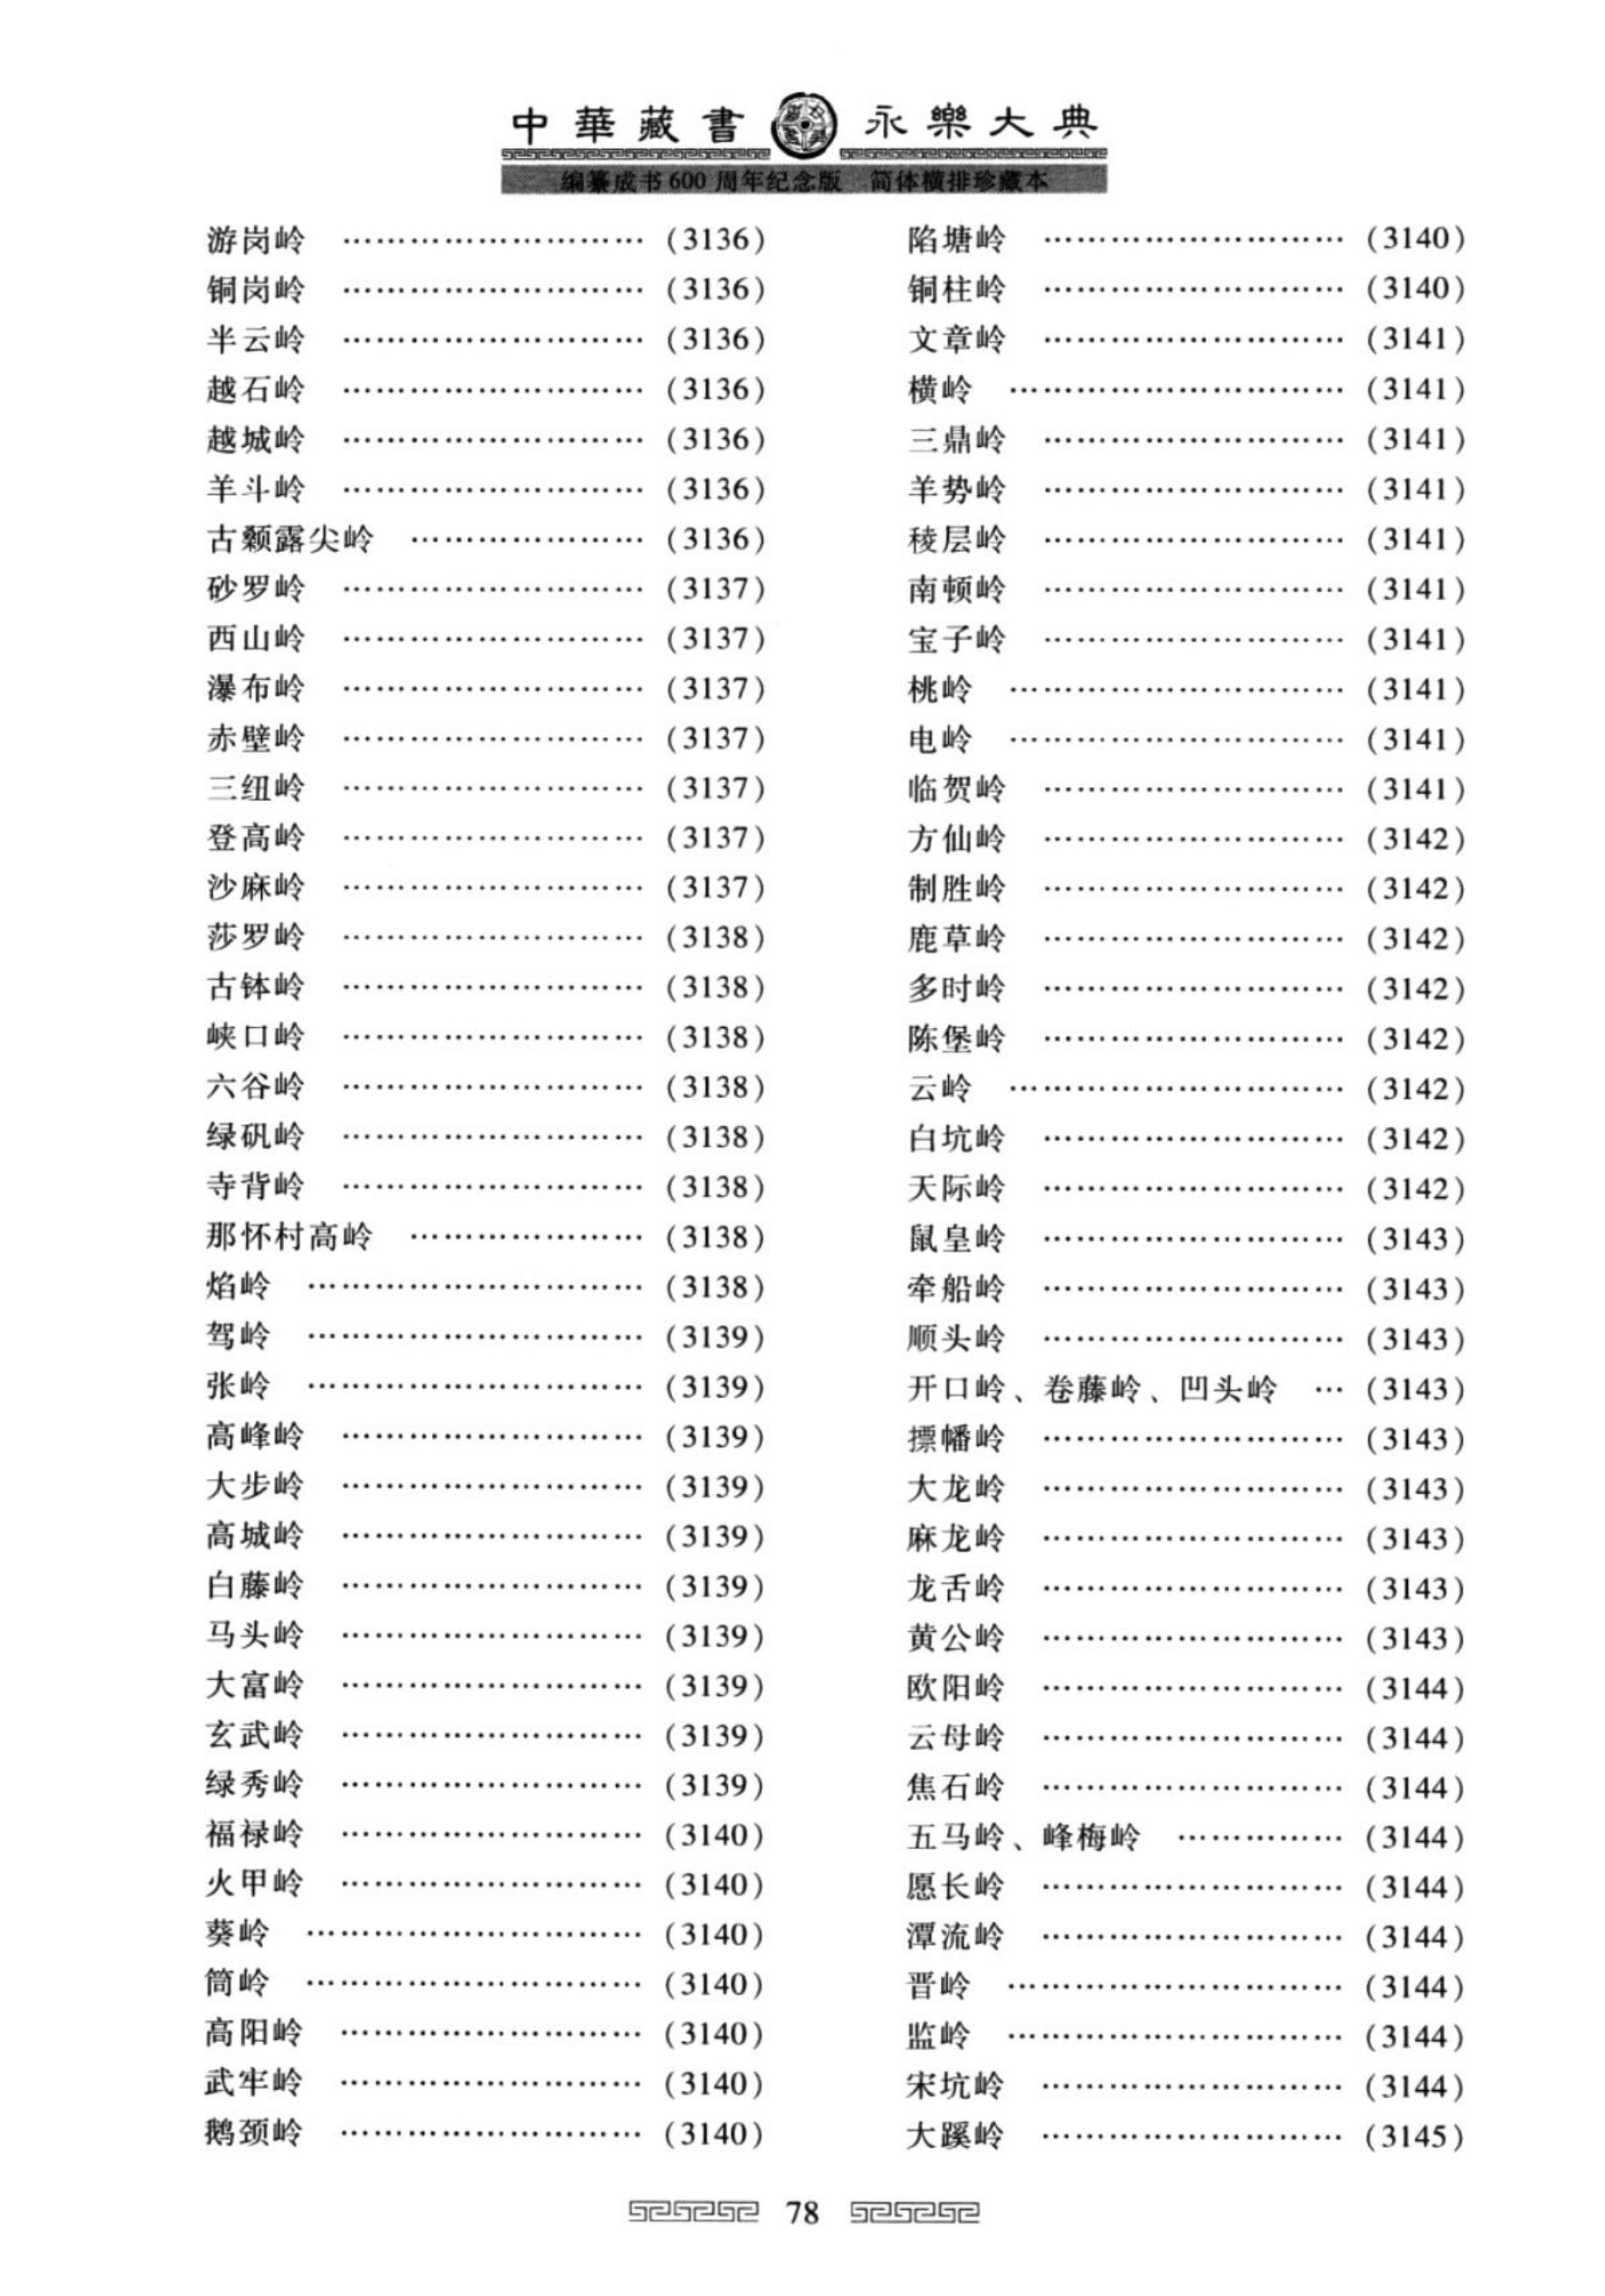 中華藏書 永樂大典
编纂成书600周年纪念版 简体横排珍藏本
游岗岭 ………………………… (3136)
铜岗岭 ………………………… (3136)
半云岭 ………………………… (3136)
越石岭 ………………………… (3136)
越城岭 ………………………… (3136)
羊斗岭 ………………………… (3136)
古颡露尖岭 ………………… (3136)
砂罗岭 ………………………… (3137)
西山岭 ………………………… (3137)
瀑布岭 ………………………… (3137)
赤壁岭 ………………………… (3137)
三纽岭 ………………………… (3137)
登高岭 ………………………… (3137)
沙麻岭 ………………………… (3137)
莎罗岭 ………………………… (3138)
古钵岭 ………………………… (3138)
峡口岭 ………………………… (3138)
六谷岭 ………………………… (3138)
绿矾岭 ………………………… (3138)
寺背岭 ………………………… (3138)
那怀村高岭 ………………… (3138)
焰岭 …………………………… (3138)
驾岭 …………………………… (3139)
张岭 …………………………… (3139)
高峰岭 ………………………… (3139)
大步岭 ………………………… (3139)
高城岭 ………………………… (3139)
白藤岭 ………………………… (3139)
马头岭 ………………………… (3139)
大富岭 ………………………… (3139)
玄武岭 ………………………… (3139)
绿秀岭 ………………………… (3139)
福禄岭 ………………………… (3140)
火甲岭 ………………………… (3140)
葵岭 …………………………… (3140)
筒岭 …………………………… (3140)
高阳岭 ………………………… (3140)
武牢岭 ………………………… (3140)
鹅颈岭 ………………………… (3140)
陷塘岭 ………………………… (3140)
铜柱岭 ………………………… (3140)
文章岭 ………………………… (3141)
横岭 …………………………… (3141)
三鼎岭 ………………………… (3141)
羊势岭 ………………………… (3141)
稜层岭 ………………………… (3141)
南顿岭 ………………………… (3141)
宝子岭 ………………………… (3141)
桃岭 …………………………… (3141)
电岭 …………………………… (3141)
临贺岭 ………………………… (3141)
方仙岭 ………………………… (3142)
制胜岭 ………………………… (3142)
鹿草岭 ………………………… (3142)
多时岭 ………………………… (3142)
陈堡岭 ………………………… (3142)
云岭 …………………………… (3142)
白坑岭 ………………………… (3142)
天际岭 ………………………… (3142)
鼠皇岭 ………………………… (3143)
牵船岭 ………………………… (3143)
顺头岭 ………………………… (3143)
开口岭、卷藤岭、凹头岭 … (3143)
摽幡岭 ………………………… (3143)
大龙岭 ………………………… (3143)
麻龙岭 ………………………… (3143)
龙舌岭 ………………………… (3143)
黄公岭 ………………………… (3143)
欧阳岭 ………………………… (3144)
云母岭 ………………………… (3144)
焦石岭 ………………………… (3144)
五马岭、峰梅岭 …………… (3144)
愿长岭 ………………………… (3144)
潭流岭 ………………………… (3144)
晋岭 …………………………… (3144)
监岭 …………………………… (3144)
宋坑岭 ………………………… (3144)
大蹊岭 ………………………… (3145)
78